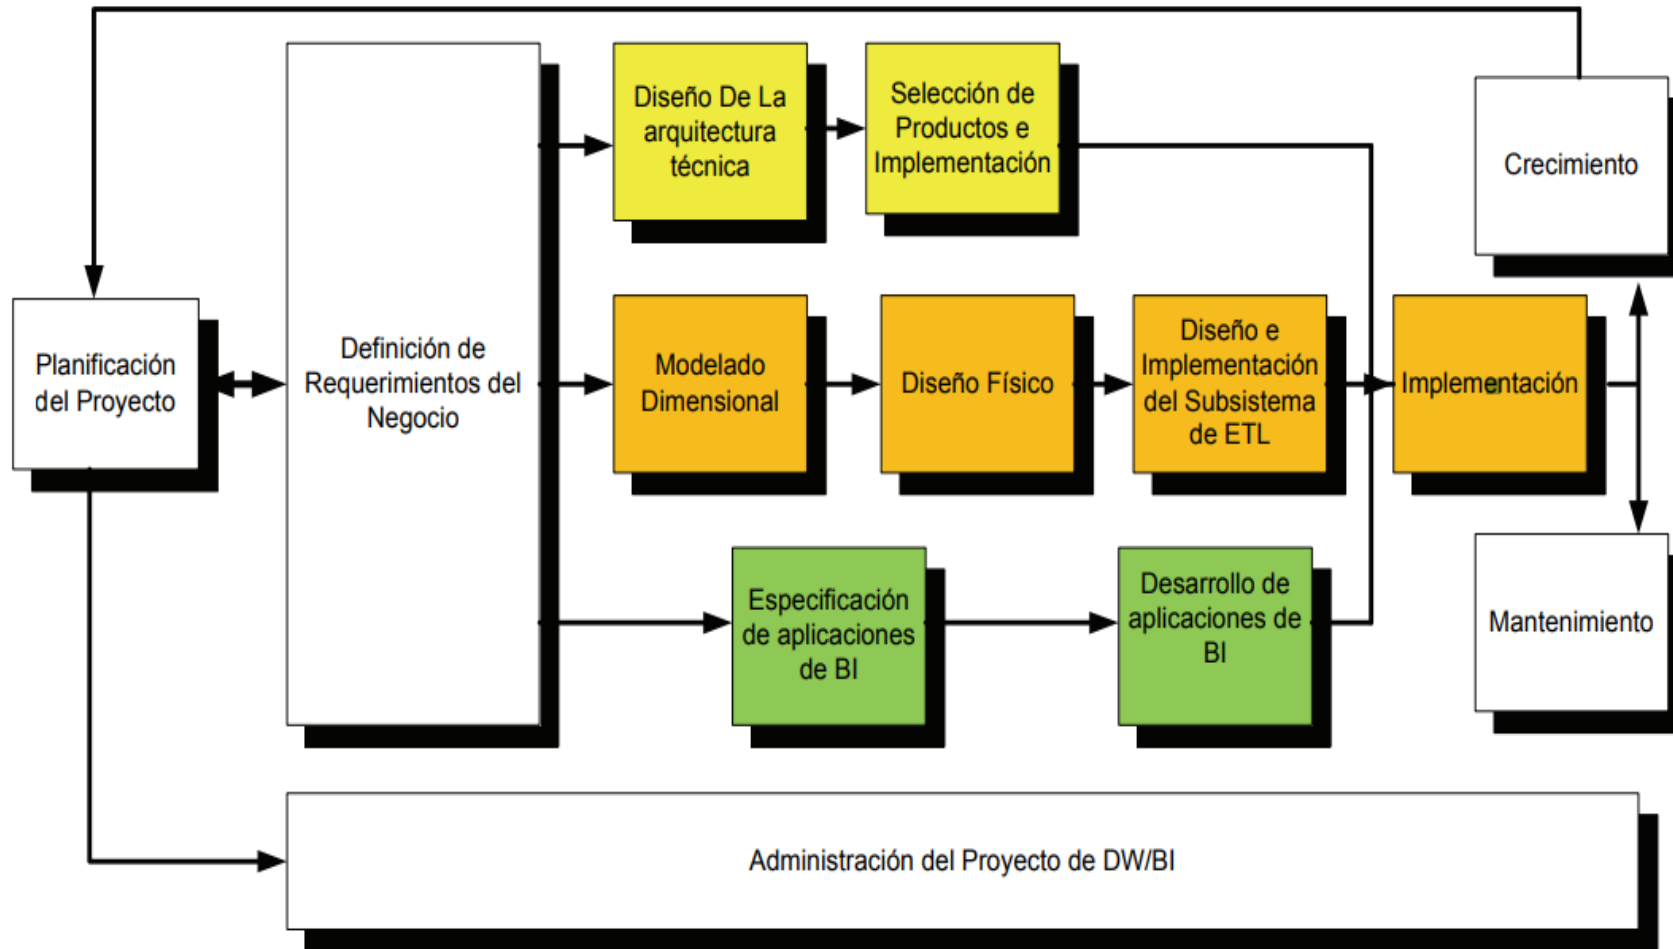 Diseño De La
arquitectura
técnica
Selección de
Productos e
Implementación
Crecimiento
Planificación
del Proyecto
Definición de
Requerimientos del
Negocio
Modelado
Dimensional
Diseño Físico
Diseño e
Implementación
del Subsistema
de ETL
Implementación
Especificación
de aplicaciones
de BI
Desarrollo de
aplicaciones de
BI
Mantenimiento
Administración del Proyecto de DW/BI